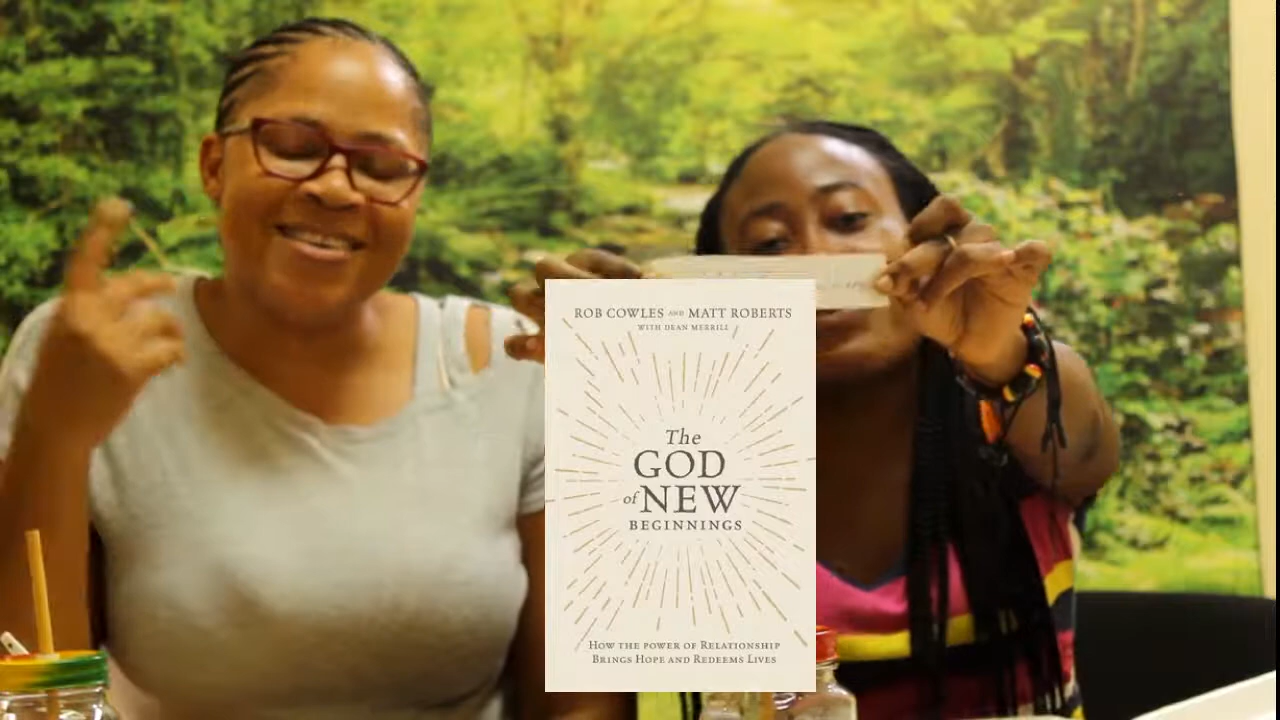 ROB COWLES AND MATT ROBERTS
WITH DEAN MERRILL
The
GOD
of NEW
BEGINNINGS
HOW THE POWER OF RELATIONSHIP
BRINGS HOPE AND REDEEMS LIVES